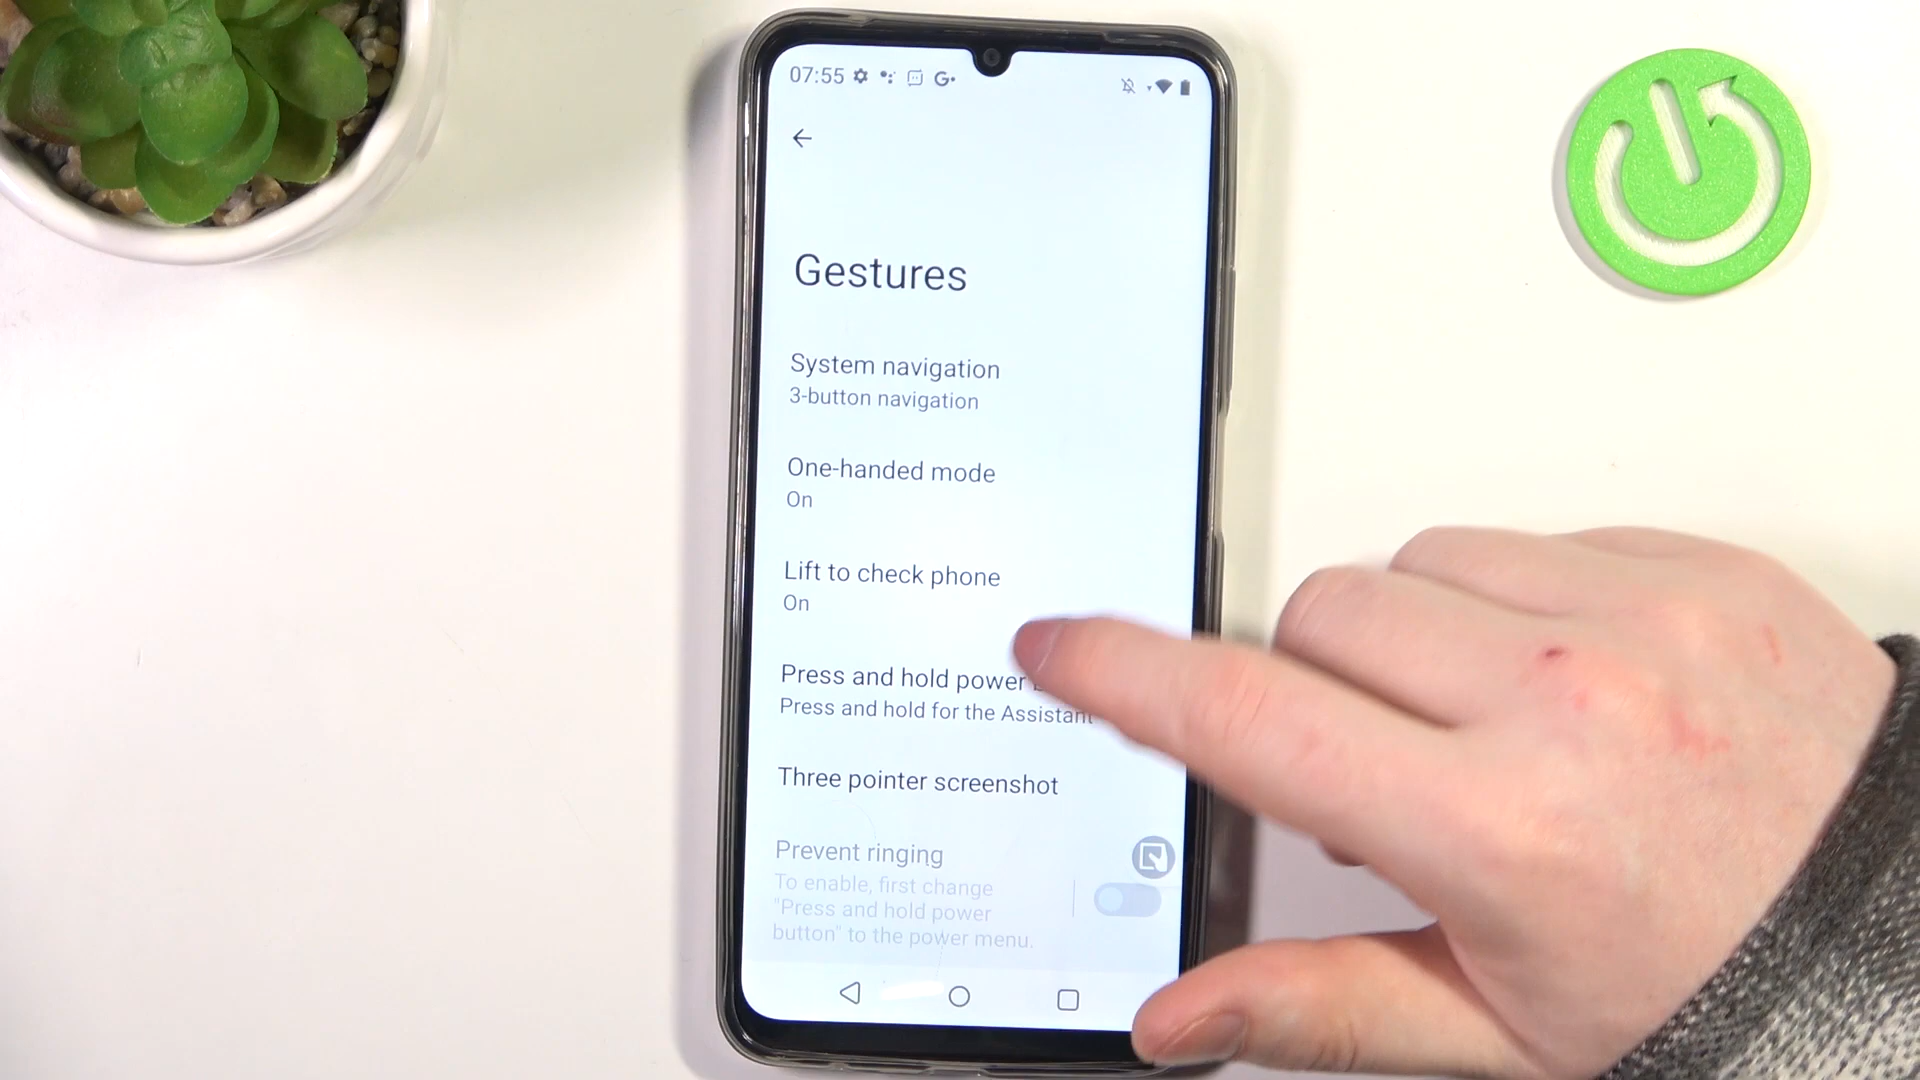 07:55
Gestures
System navigation
3-button navigation
One-handed mode
On
Lift to check phone
On
Press and hold power
Press and hold for the Assistant
Three pointer screenshot
Prevent ringing
To enable, first change
"Press and hold power
button" to the power menu.